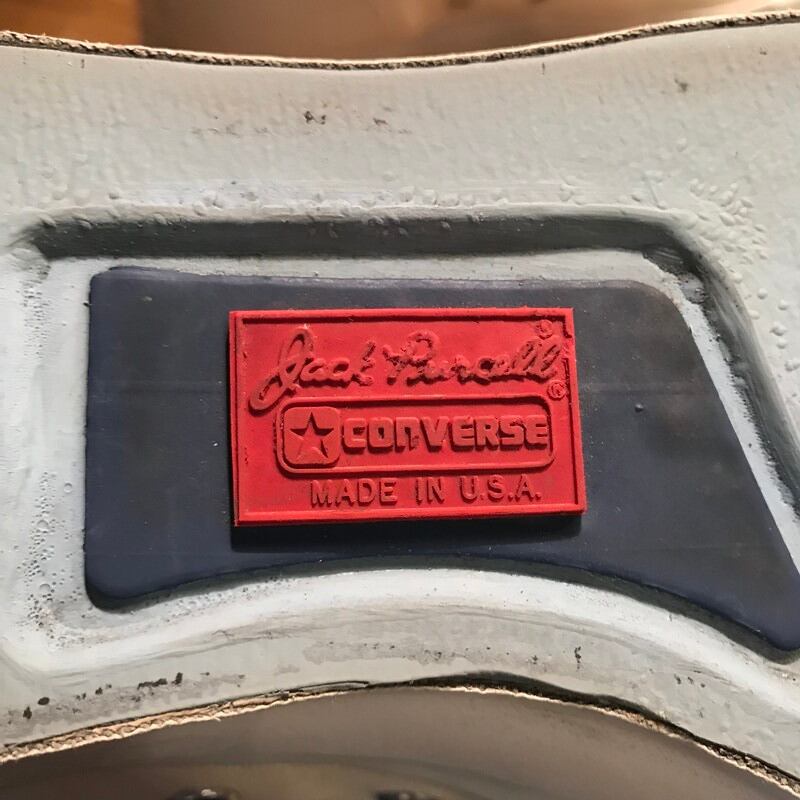 Jack Purcell ®
CONVERSE
MADE IN U.S.A.